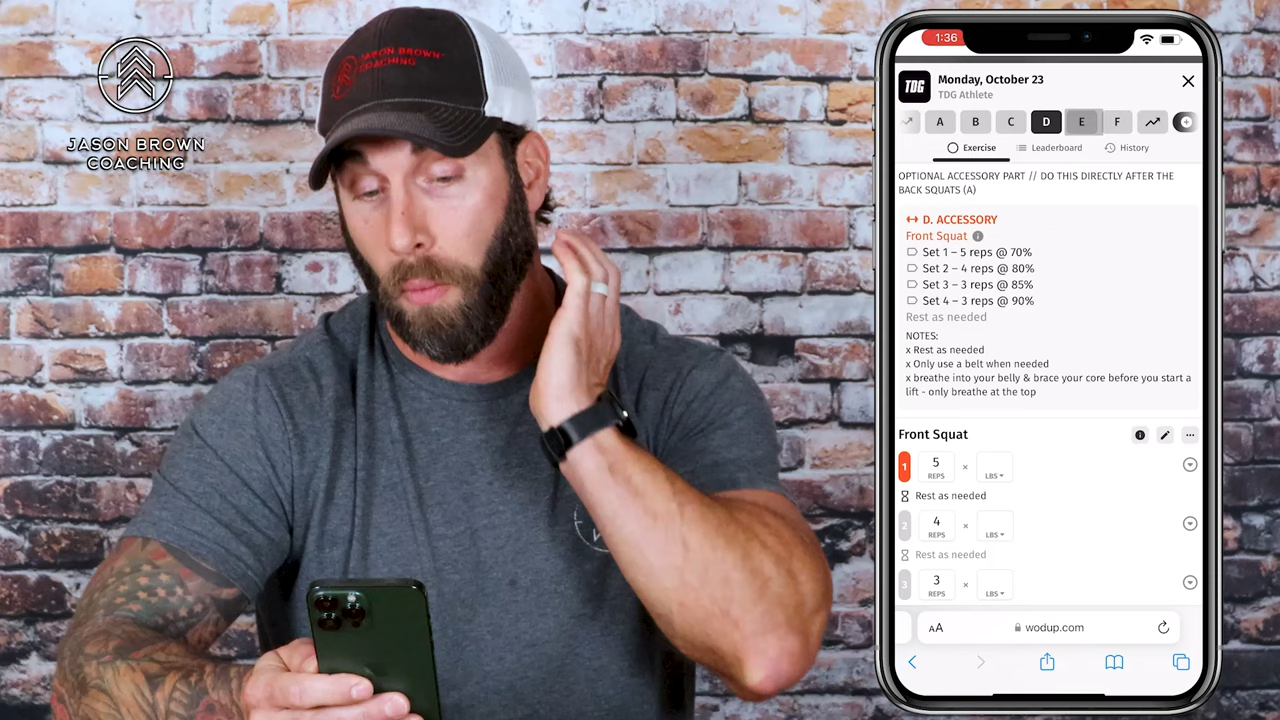 JASON BROWN
COACHING
JASON BROWN
COACHING
1:36
TDG
Monday, October 23
TDG Athlete
A
B
C
D
E
F
Exercise
Leaderboard
History
OPTIONAL ACCESSORY PART // DO THIS DIRECTLY AFTER THE
BACK SQUATS (A)
D. ACCESSORY
Front Squat
Set 1 – 5 reps @ 70%
Set 2 – 4 reps @ 80%
Set 3 – 3 reps @ 85%
Set 4 – 3 reps @ 90%
Rest as needed
NOTES:
x Rest as needed
x Only use a belt when needed
x breathe into your belly & brace your core before you start a
lift - only breathe at the top
Front Squat
1
5
REPS
×
LBS
Rest as needed
2
4
REPS
×
LBS
Rest as needed
3
3
REPS
×
LBS
AA
wodup.com